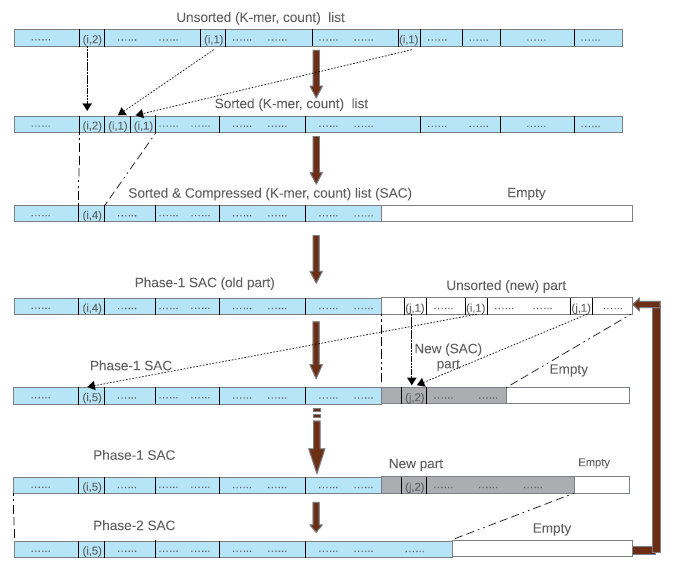 Unsorted (K-mer, count) list
...... (i,2) ...... ...... (i,1) ...... ...... ...... ...... (i,1) ...... ...... ......
Sorted (K-mer, count) list
...... (i,2) (i,1) (i,1) ...... ...... ...... ...... ...... ...... ...... ...... ......
Sorted & Compressed (K-mer, count) list (SAC) Empty
...... (i,4) ...... ...... ...... ...... ...... ...... ......
Phase-1 SAC (old part) Unsorted (new) part
...... (i,4) ...... ...... ...... ...... ...... ...... ...... (j,1) ...... (i,1) ...... ...... (j,1) ......
New (SAC)
part
Phase-1 SAC Empty
...... (i,5) ...... ...... ...... ...... ...... ...... ...... (j,2) ...... ......
Phase-1 SAC New part Empty
...... (i,5) ...... ...... ...... ...... ...... ...... ...... (j,2) ...... ...... ......
Phase-2 SAC Empty
...... (i,5) ...... ...... ...... ...... ...... ...... ...... ......